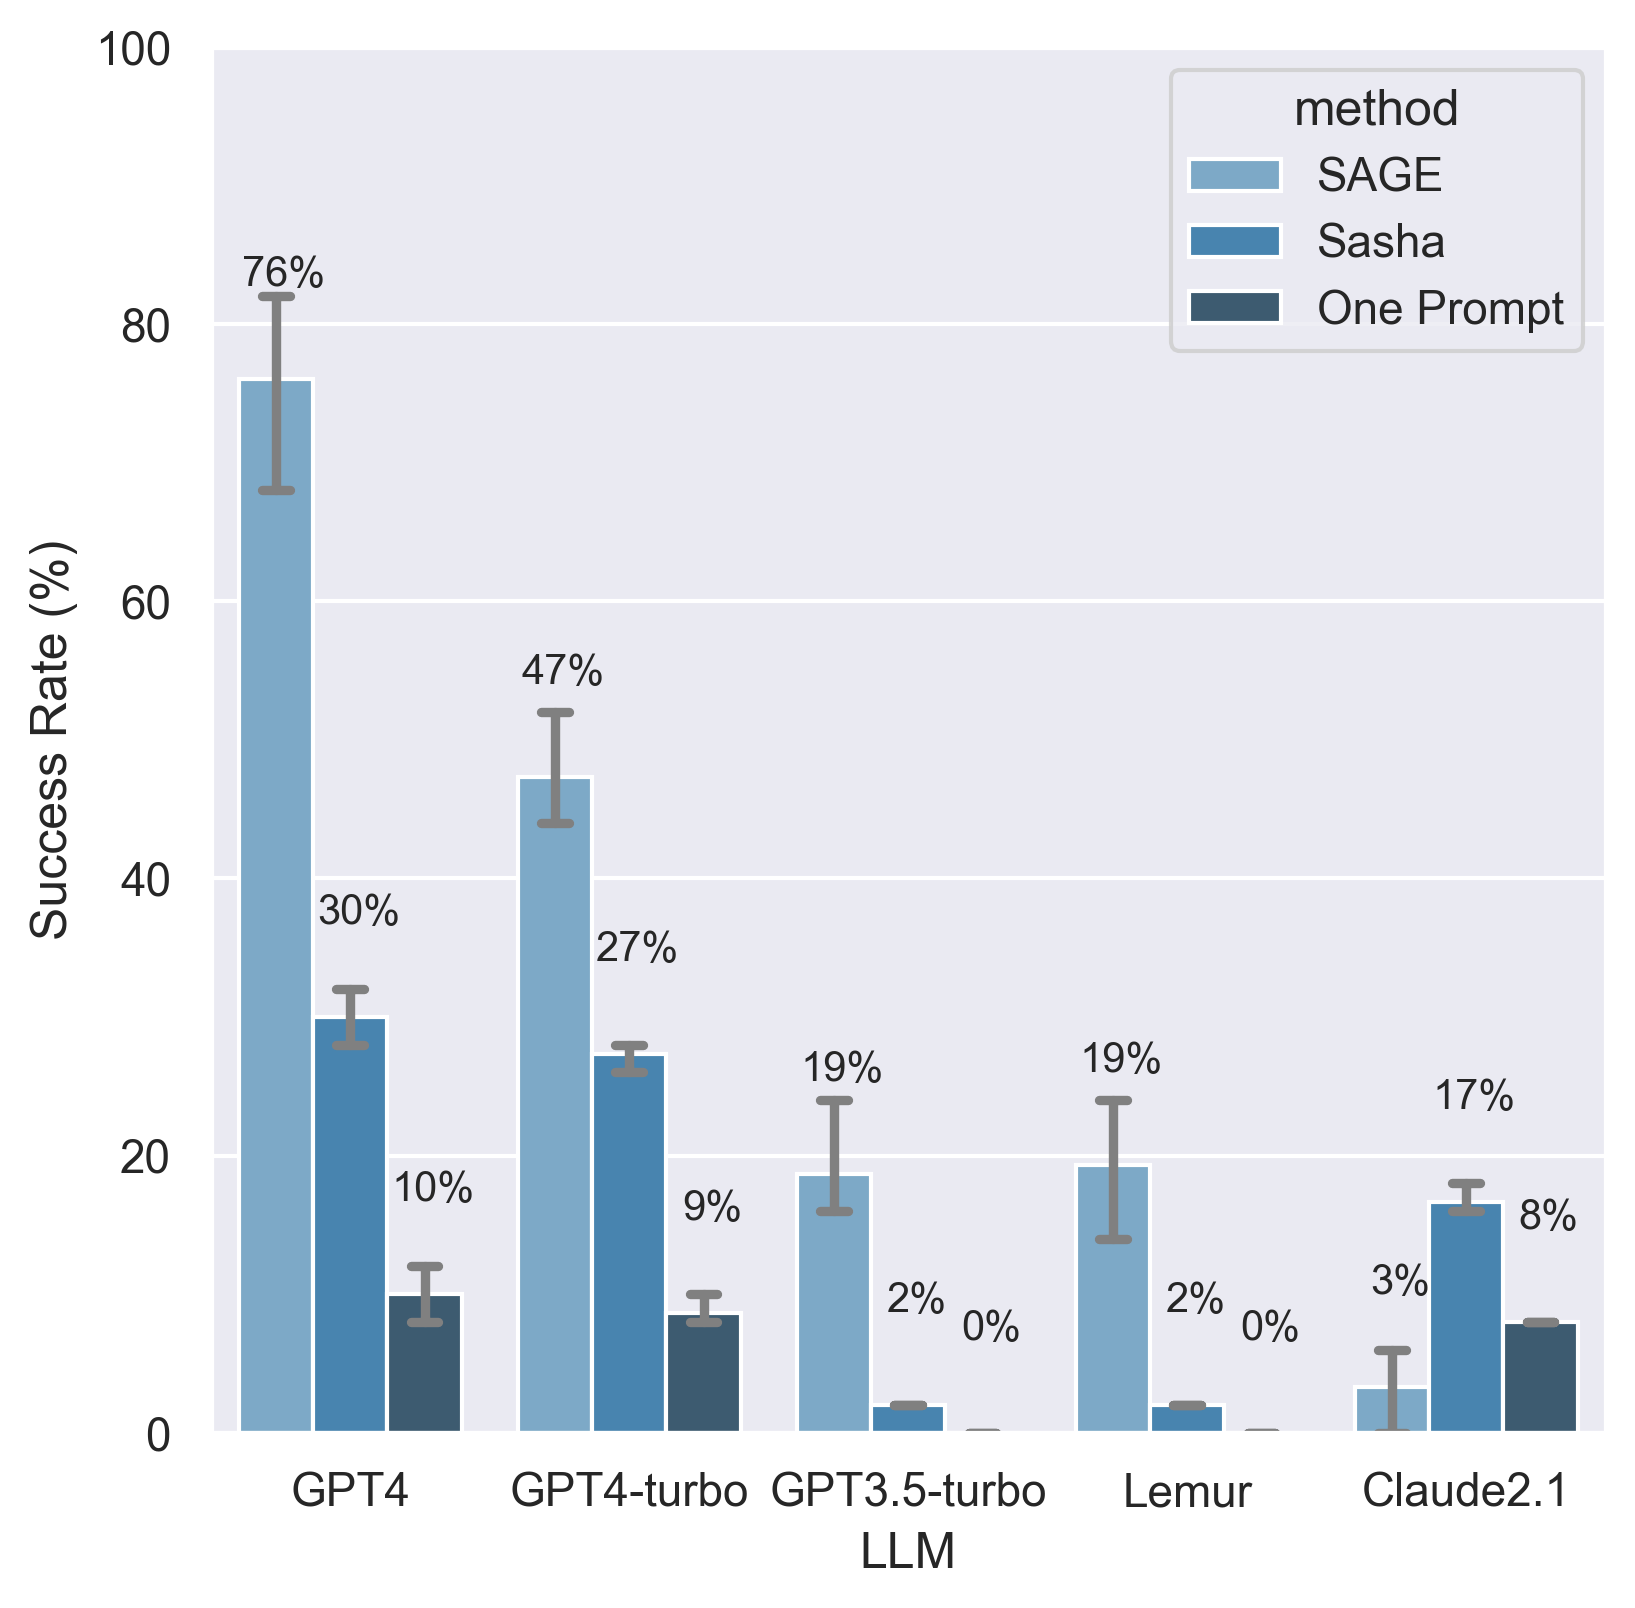 100
80
60
40
20
0
Success Rate (%)
method
SAGE
Sasha
One Prompt
76%
30%
10%
47%
27%
9%
19%
2%
0%
19%
2%
0%
3%
17%
8%
GPT4
GPT4-turbo
GPT3.5-turbo
Lemur
Claude2.1
LLM